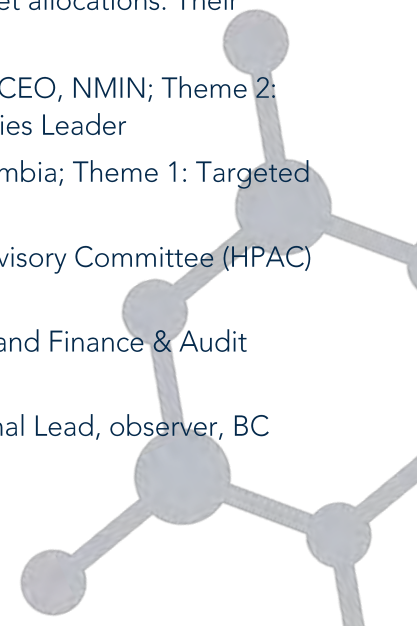 et allocations. Their
CEO, NMIN; Theme 2:
ies Leader
mbia; Theme 1: Targeted
visory Committee (HPAC)
and Finance & Audit
nal Lead, observer, BC